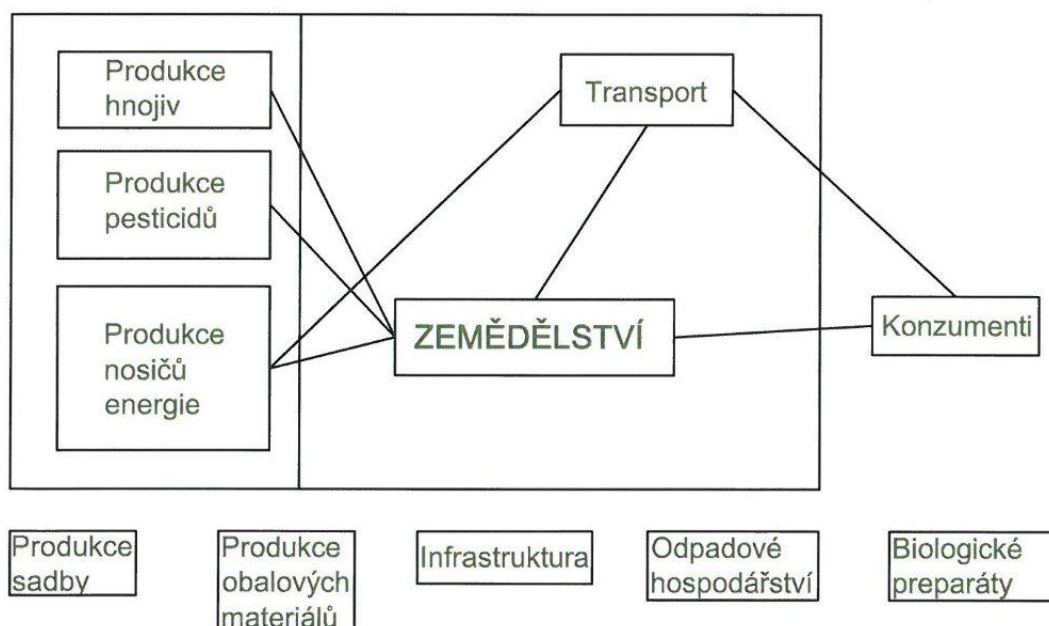 Produkce
hnojiv
Transport
Produkce
pesticidů
Produkce
nosičů
energie
ZEMĚDĚLSTVÍ
Konzumenti
Produkce
sadby
Produkce
obalových
materiálů
Infrastruktura
Odpadové
hospodářství
Biologické
preparáty